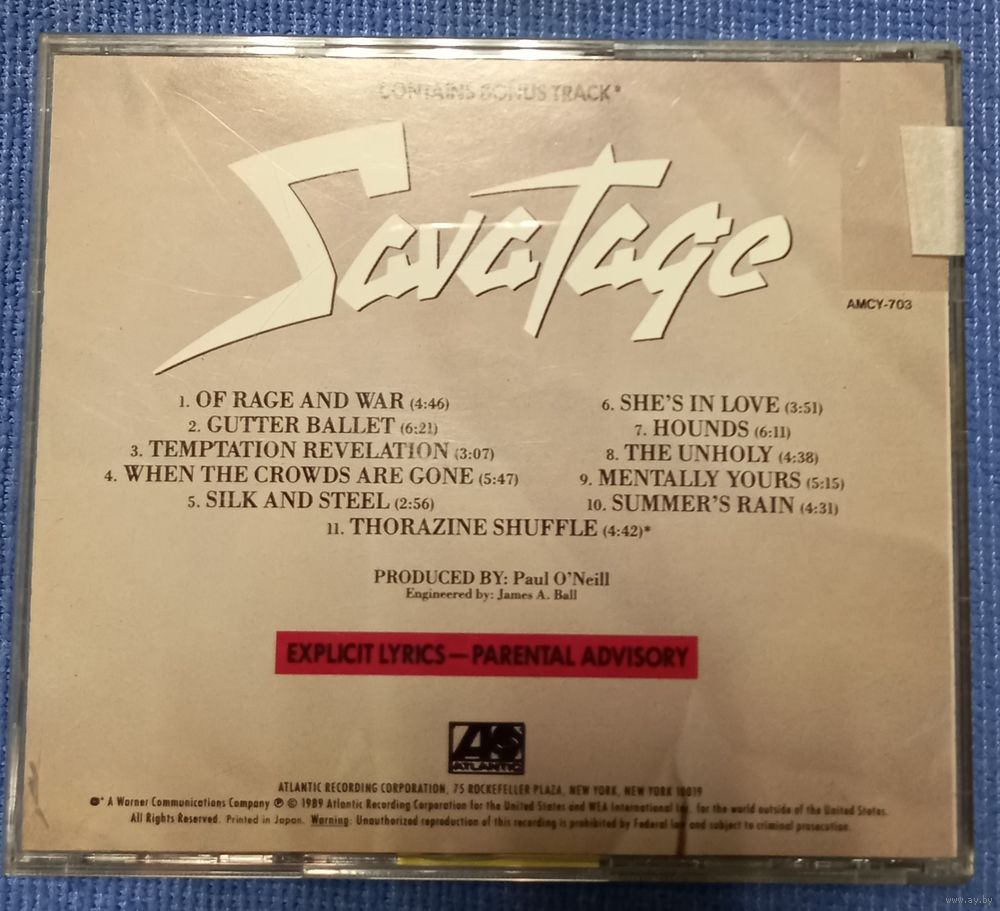 CONTAINS BONUS TRACK*
Savatage
AMCY-703
1. OF RAGE AND WAR (4:46)
2. GUTTER BALLET (6:21)
3. TEMPTATION REVELATION (3:07)
4. WHEN THE CROWDS ARE GONE (5:47)
5. SILK AND STEEL (2:56)
6. SHE'S IN LOVE (3:51)
7. HOUNDS (6:11)
8. THE UNHOLY (4:38)
9. MENTALLY YOURS (5:15)
10. SUMMER'S RAIN (4:31)
11. THORAZINE SHUFFLE (4:42)*
PRODUCED BY: Paul O'Neill
Engineered by: James A. Ball
EXPLICIT LYRICS — PARENTAL ADVISORY
ATLANTIC
ATLANTIC RECORDING CORPORATION, 75 ROCKEFELLER PLAZA, NEW YORK, NEW YORK 10019
A Warner Communications Company ℗ © 1989 Atlantic Recording Corporation for the United States and WEA International Inc. for the world outside of the United States.
All Rights Reserved. Printed in Japan. Warning: Unauthorized reproduction of this recording is prohibited by Federal law and subject to criminal prosecution.
www.ay.by